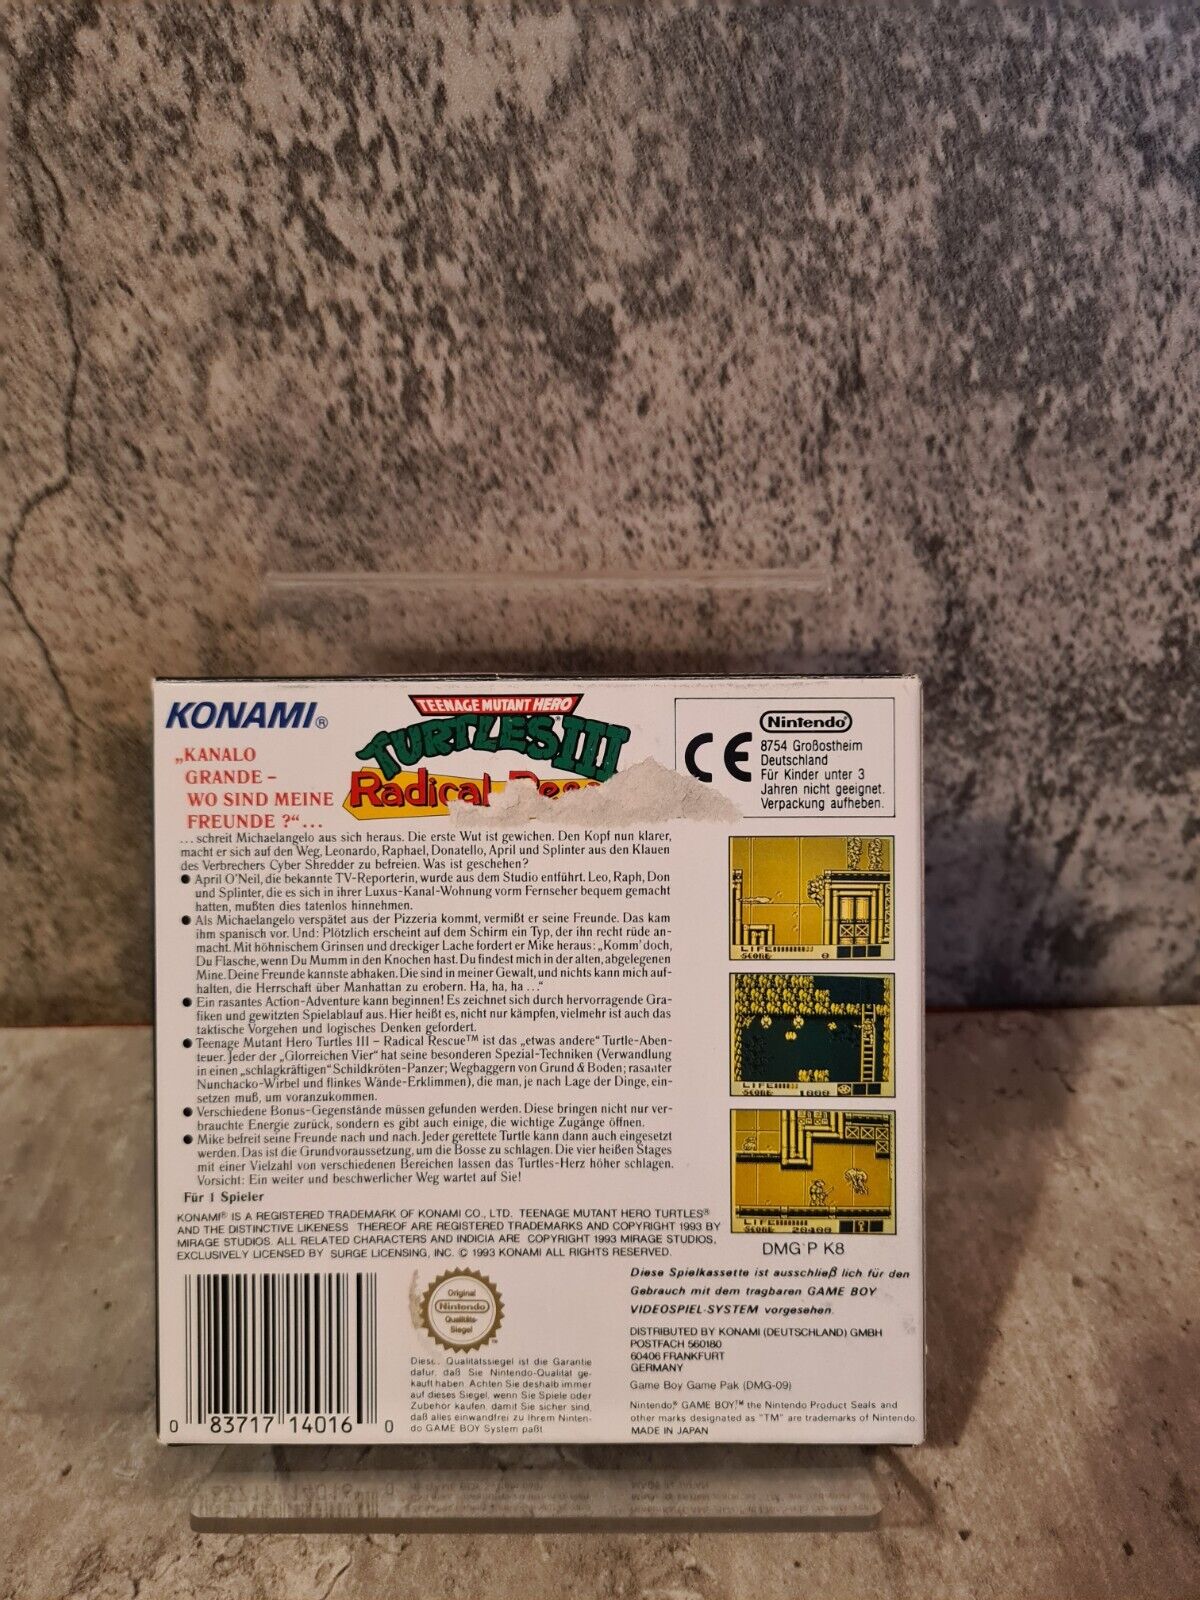 KONAMI®
TEENAGE MUTANT HERO
TURTLES III
Radical
Nintendo®
CE
8754 Großostheim
Deutschland
Für Kinder unter 3
Jahren nicht geeignet.
Verpackung aufheben.
„KANALO
GRANDE –
WO SIND MEINE
FREUNDE ?“...
... schreit Michaelangelo aus sich heraus. Die erste Wut ist gewichen. Den Kopf nun klarer,
macht er sich auf den Weg, Leonardo, Raphael, Donatello, April und Splinter aus den Klauen
des Verbrechers Cyber Shredder zu befreien. Was ist geschehen?
● April O'Neil, die bekannte TV-Reporterin, wurde aus dem Studio entführt. Leo, Raph, Don
und Splinter, die es sich in ihrer Luxus-Kanal-Wohnung vorm Fernseher bequem gemacht
hatten, mußten dies tatenlos hinnehmen.
● Als Michaelangelo verspätet aus der Pizzeria kommt, vermißt er seine Freunde. Das kam
ihm spanisch vor. Und: Plötzlich erscheint auf dem Schirm ein Typ, der ihn recht rüde an-
macht. Mit höhnischem Grinsen und dreckiger Lache fordert er Mike heraus: „Komm' doch,
Du Flasche, wenn Du Mumm in den Knochen hast. Du findest mich in der alten, abgelegenen
Mine. Deine Freunde kannste abhaken. Die sind in meiner Gewalt, und nichts kann mich auf-
halten, die Herrschaft über Manhattan zu erobern. Ha, ha, ha ...“
● Ein rasantes Action-Adventure kann beginnen! Es zeichnet sich durch hervorragende Gra-
fiken und gewitzten Spielablauf aus. Hier heißt es, nicht nur kämpfen, vielmehr ist auch das
taktische Vorgehen und logisches Denken gefordert.
● Teenage Mutant Hero Turtles III – Radical Rescue™ ist das „etwas andere“ Turtle-Aben-
teuer. Jeder der „Glorreichen Vier“ hat seine besonderen Spezial-Techniken (Verwandlung
in einen „schlagkräftigen“ Schildkröten-Panzer; Wegbaggern von Grund & Boden; rasanter
Nunchacko-Wirbel und flinkes Wände-Erklimmen), die man, je nach Lage der Dinge, ein-
setzen muß, um voranzukommen.
● Verschiedene Bonus-Gegenstände müssen gefunden werden. Diese bringen nicht nur ver-
brauchte Energie zurück, sondern es gibt auch einige, die wichtige Zugänge öffnen.
● Mike befreit seine Freunde nach und nach. Jeder gerettete Turtle kann dann auch eingesetzt
werden. Das ist die Grundvoraussetzung, um die Bosse zu schlagen. Die vier heißen Stages
mit einer Vielzahl von verschiedenen Bereichen lassen das Turtles-Herz höher schlagen.
Vorsicht: Ein weiter und beschwerlicher Weg wartet auf Sie!
Für 1 Spieler
LIFE
SCORE 0
LIFE
SCORE 1000
LIFE
SCORE
DMG P K8
KONAMI® IS A REGISTERED TRADEMARK OF KONAMI CO., LTD. TEENAGE MUTANT HERO TURTLES®
AND THE DISTINCTIVE LIKENESS THEREOF ARE REGISTERED TRADEMARKS AND COPYRIGHT 1993 BY
MIRAGE STUDIOS. ALL RELATED CHARACTERS AND INDICIA ARE COPYRIGHT 1993 MIRAGE STUDIOS,
EXCLUSIVELY LICENSED BY SURGE LICENSING, INC. © 1993 KONAMI ALL RIGHTS RESERVED.
0 83717 14016 0
Original
Nintendo
Qualitäts-
Siegel
TM
Qualitätssiegel ist die Garantie
dafür, daß Sie Nintendo-Qualität ge-
kauft haben. Achten Sie deshalb immer
auf dieses Siegel, wenn Sie Spiele oder
Zubehör kaufen, damit Sie sicher sind,
daß alles einwandfrei zu Ihrem Ninten-
do GAME BOY System paßt.
Diese Spielkassette ist ausschließ lich für den
Gebrauch mit dem tragbaren GAME BOY
VIDEOSPIEL-SYSTEM vorgesehen.
DISTRIBUTED BY KONAMI (DEUTSCHLAND) GMBH
POSTFACH 560180
60406 FRANKFURT
GERMANY
Game Boy Game Pak (DMG-09)
Nintendo,® GAME BOY,™ the Nintendo Product Seals and
other marks designated as "TM" are trademarks of Nintendo.
MADE IN JAPAN